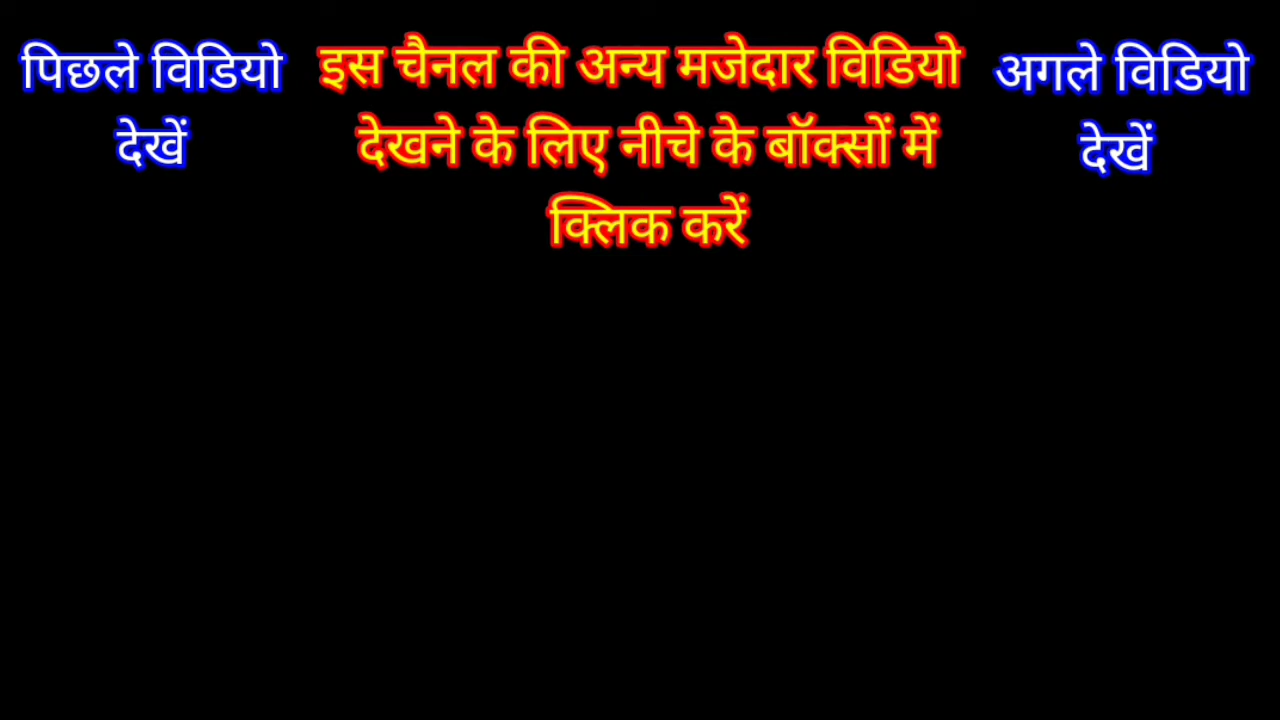 पिछले विडियो
देखें
इस चैनल की अन्य मजेदार विडियो
देखने के लिए नीचे के बॉक्सों में
क्लिक करें
अगले विडियो
देखें